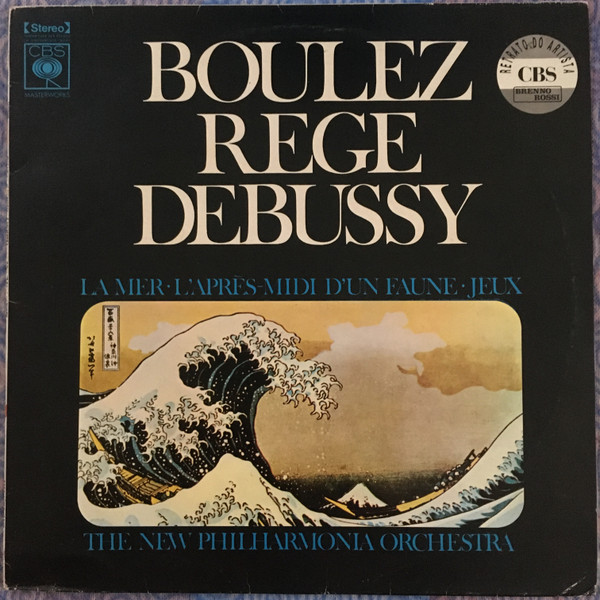 Stereo
CBS
MASTERWORKS
BOULEZ
REGE
DEBUSSY
RETRATO DO ARTISTA
CBS
BRENNO
ROSSI
LA MER · L'APRÈS-MIDI D'UN FAUNE · JEUX
THE NEW PHILHARMONIA ORCHESTRA